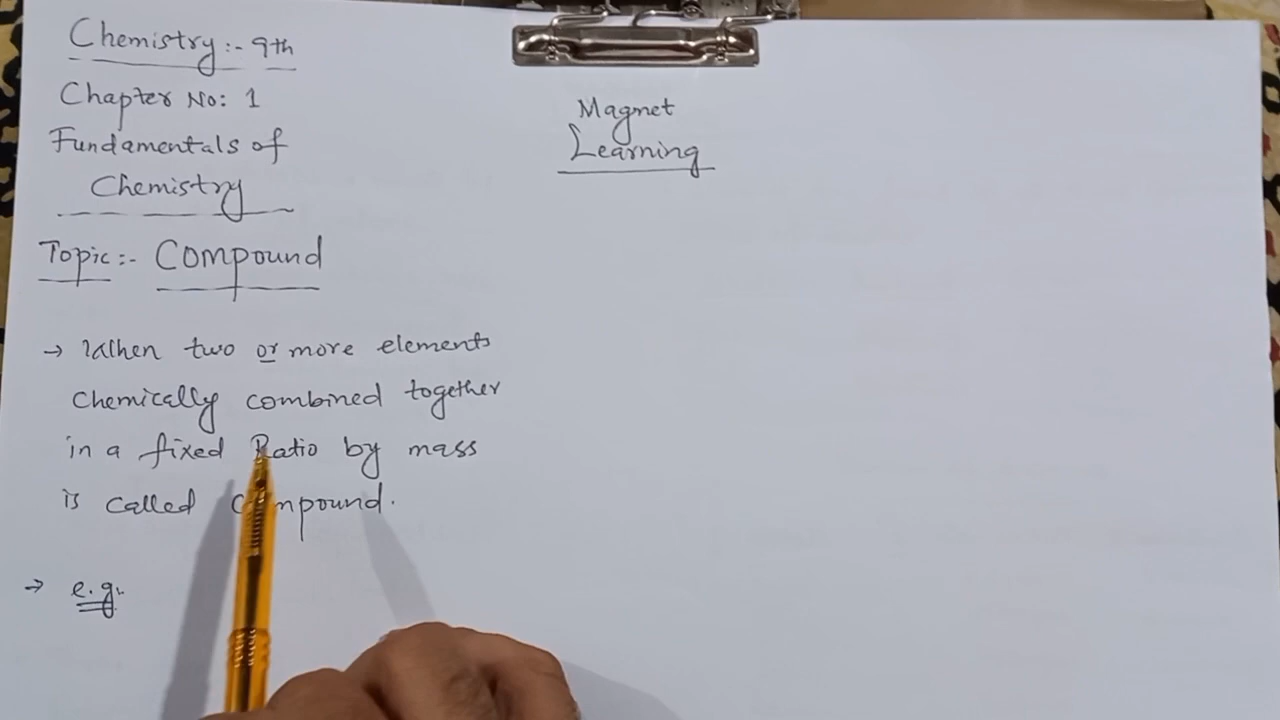 Chemistry :- 9th
Chapter No: 1
Fundamentals of
Chemistry
Topic :- Compound
Magnet
Learning
→ When two or more elements
Chemically combined together
in a fixed Ratio by mass
is called Compound.
→ e.g.